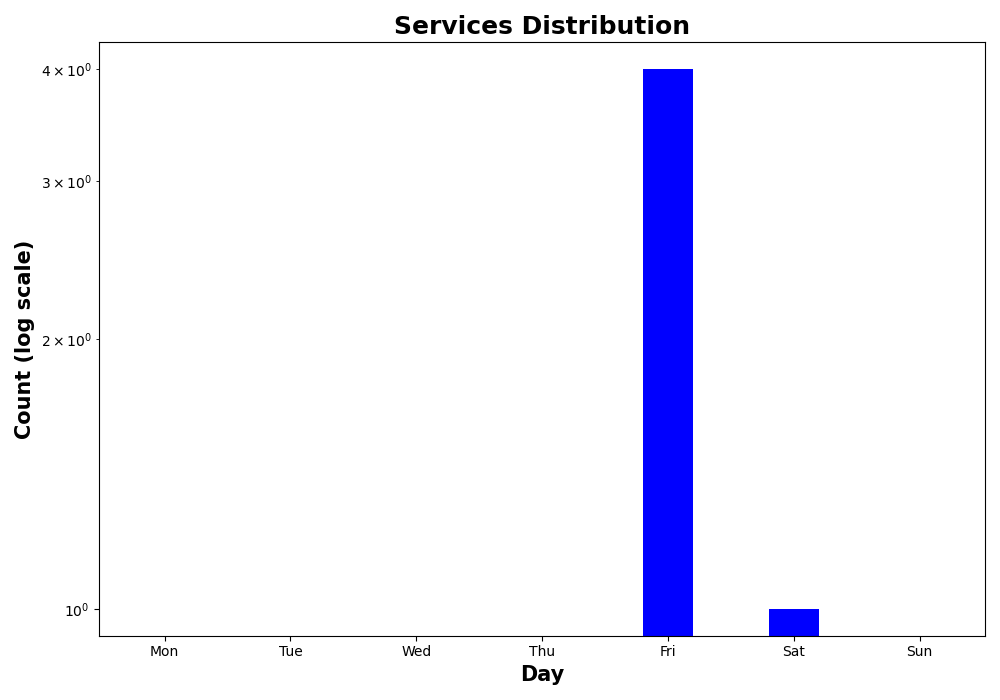 Services Distribution
4 × 10⁰
3 × 10⁰
2 × 10⁰
10⁰
Count (log scale)
Mon Tue Wed Thu Fri Sat Sun
Day